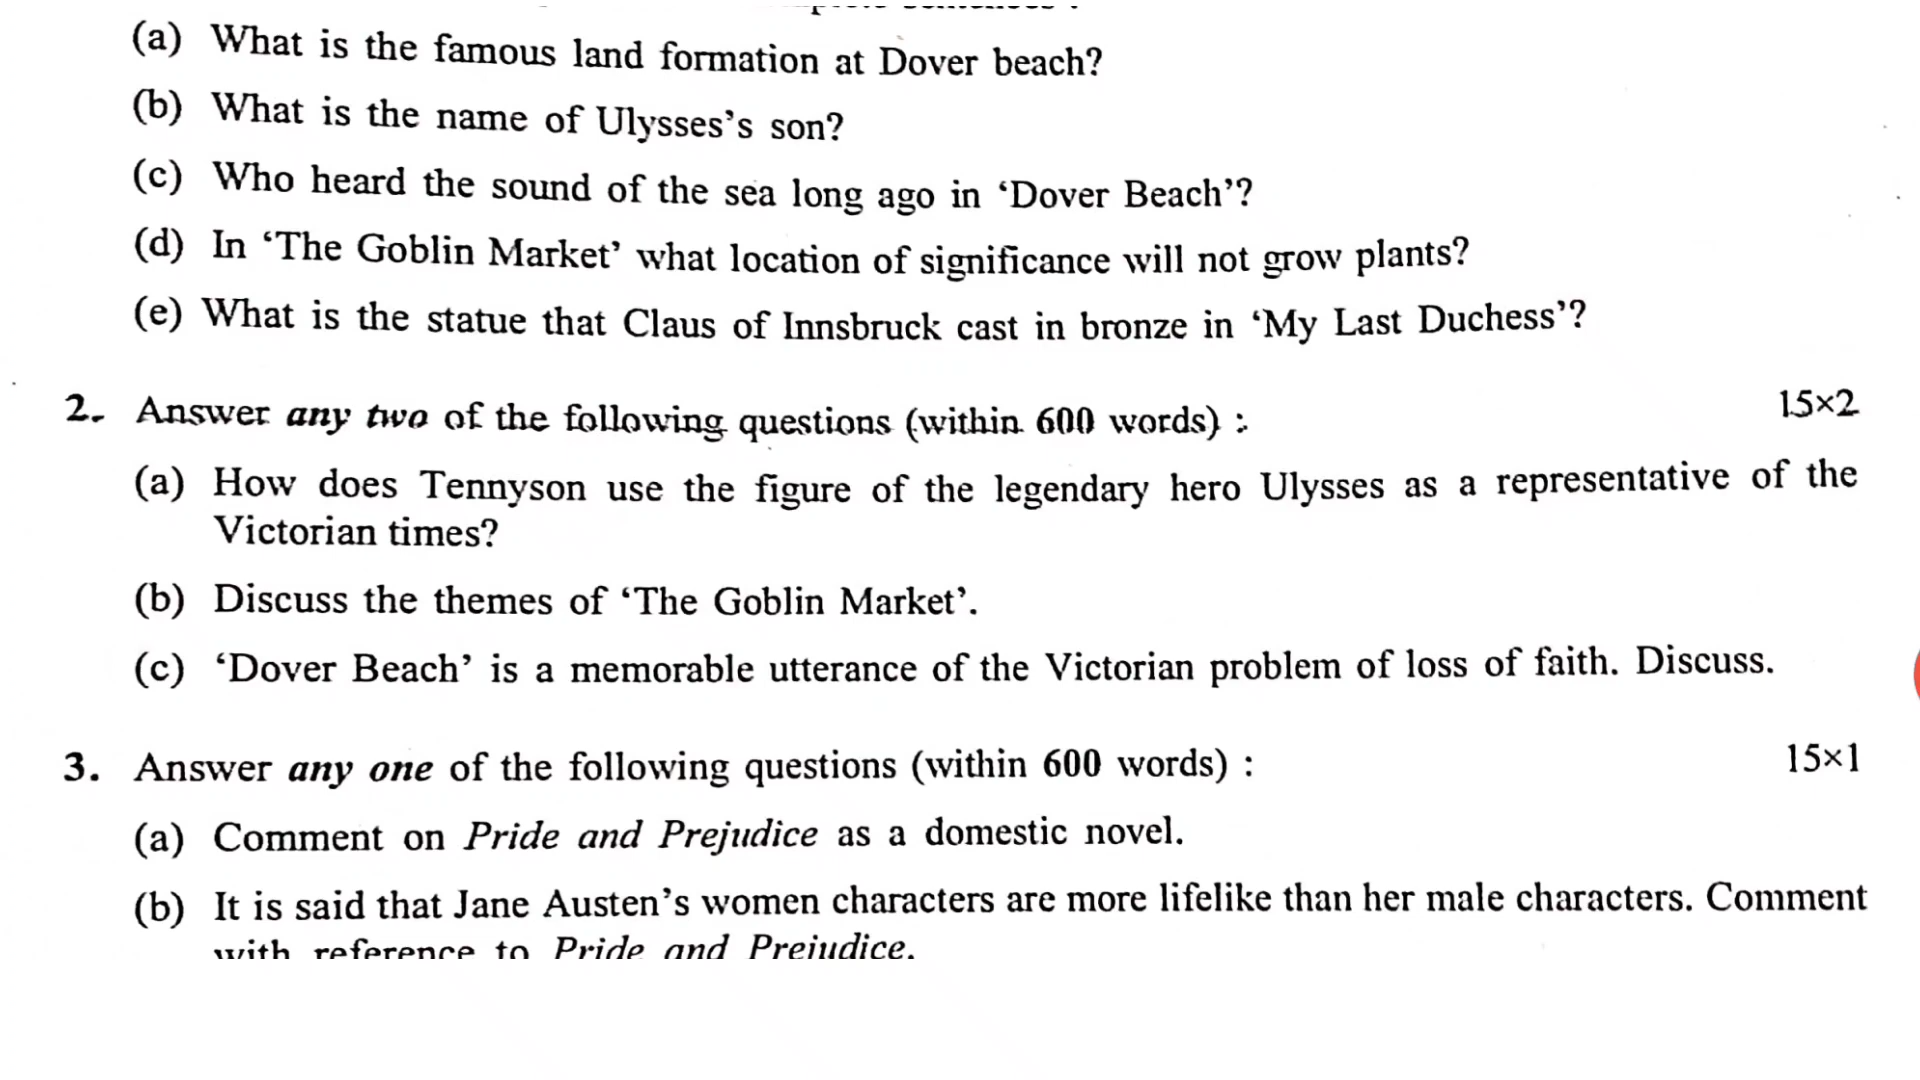 (a) What is the famous land formation at Dover beach?
(b) What is the name of Ulysses's son?
(c) Who heard the sound of the sea long ago in ‘Dover Beach’?
(d) In ‘The Goblin Market’ what location of significance will not grow plants?
(e) What is the statue that Claus of Innsbruck cast in bronze in ‘My Last Duchess’?
2. Answer any two of the following questions (within 600 words) : 15×2
(a) How does Tennyson use the figure of the legendary hero Ulysses as a representative of the
Victorian times?
(b) Discuss the themes of ‘The Goblin Market’.
(c) ‘Dover Beach’ is a memorable utterance of the Victorian problem of loss of faith. Discuss.
3. Answer any one of the following questions (within 600 words) : 15×1
(a) Comment on Pride and Prejudice as a domestic novel.
(b) It is said that Jane Austen's women characters are more lifelike than her male characters. Comment
with reference to Pride and Prejudice.